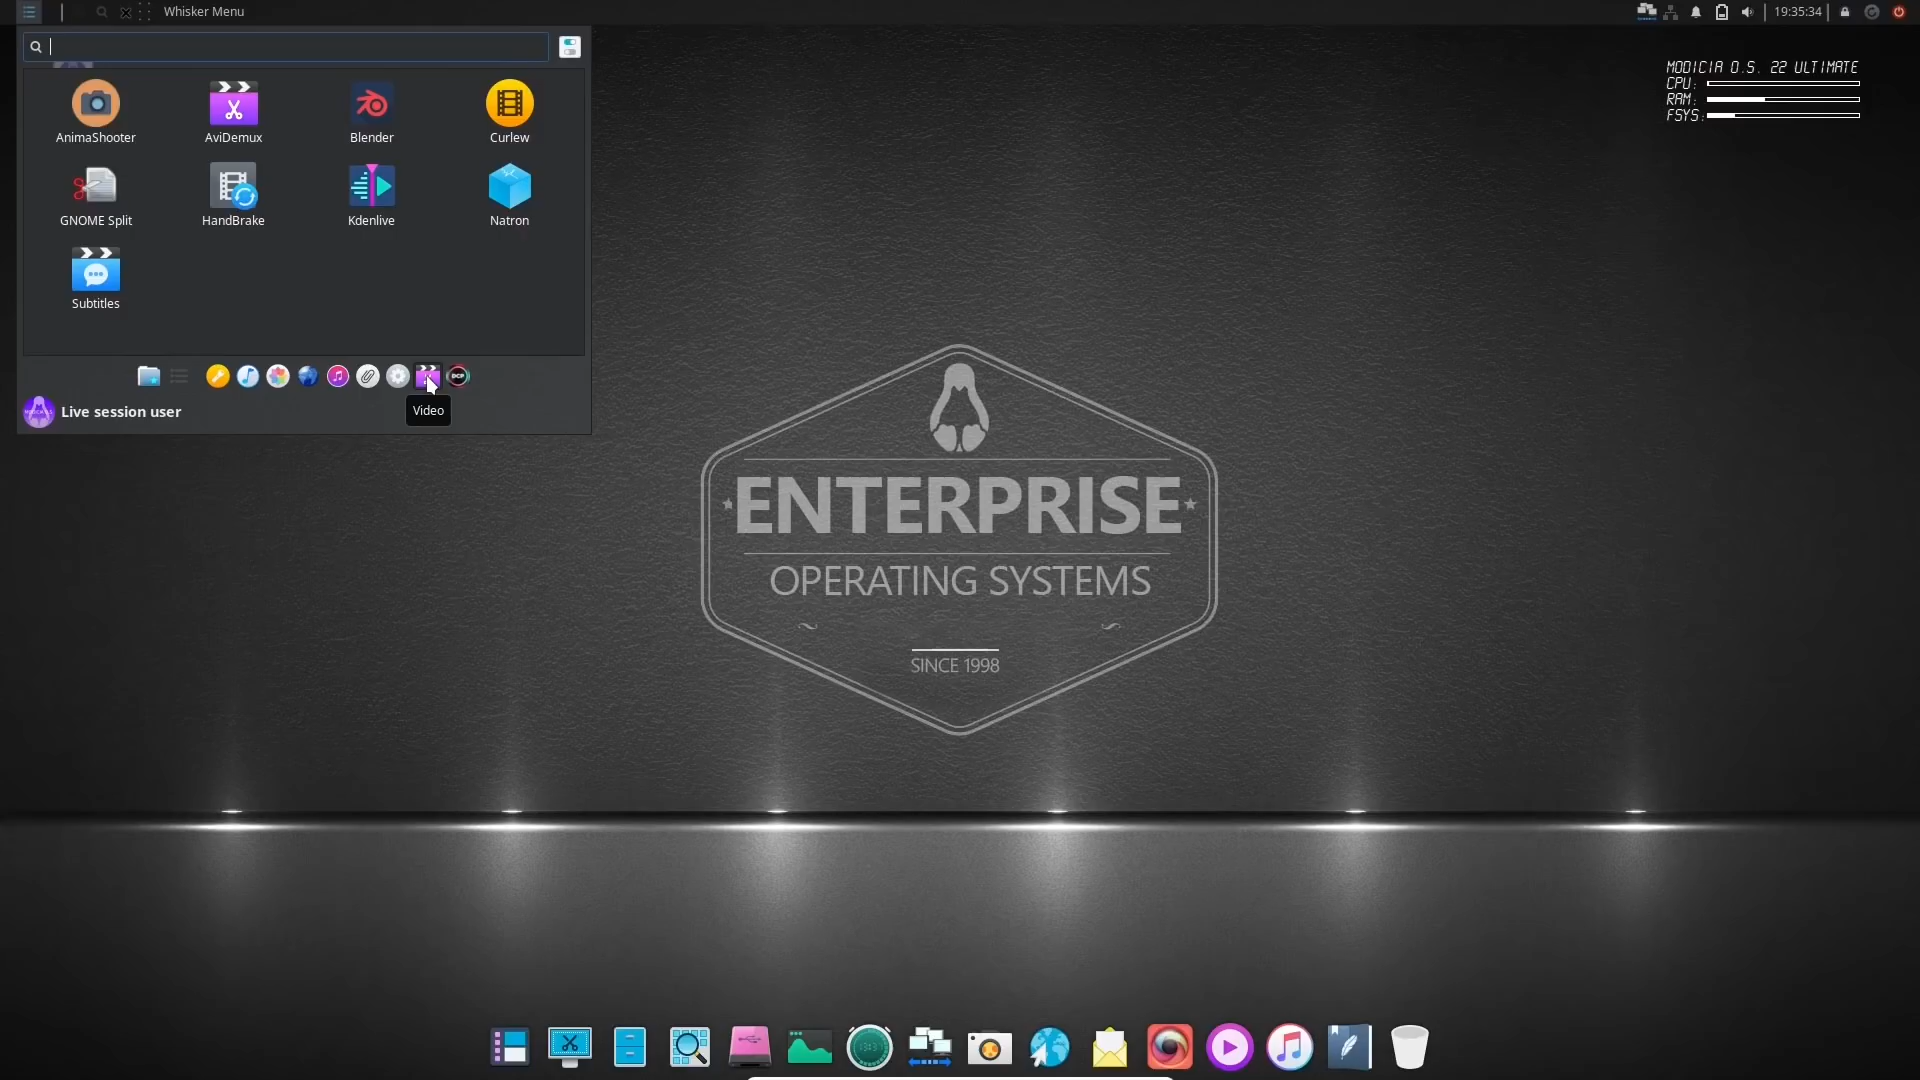 Whisker Menu
19:35:34
MODICIA O.S. 22 ULTIMATE
CPU:
RAM:
FSYS:
AnimaShooter
AviDemux
Blender
Curlew
GNOME Split
HandBrake
Kdenlive
Natron
Subtitles
DCP
Live session user
Video
ENTERPRISE
OPERATING SYSTEMS
SINCE 1998